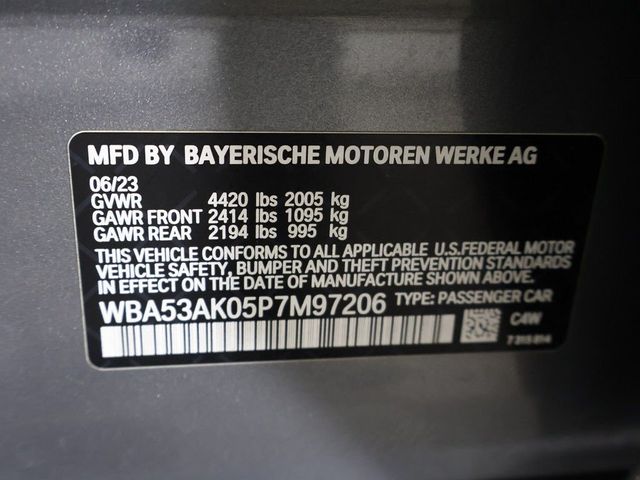 MFD BY BAYERISCHE MOTOREN WERKE AG
06/23
GVWR 4420 lbs 2005 kg
GAWR FRONT 2414 lbs 1095 kg
GAWR REAR 2194 lbs 995 kg
THIS VEHICLE CONFORMS TO ALL APPLICABLE U.S.FEDERAL MOTOR
VEHICLE SAFETY, BUMPER AND THEFT PREVENTION STANDARDS
IN EFFECT ON THE DATE OF MANUFACTURE SHOWN ABOVE.
WBA53AK05P7M97206 TYPE: PASSENGER CAR
C4W